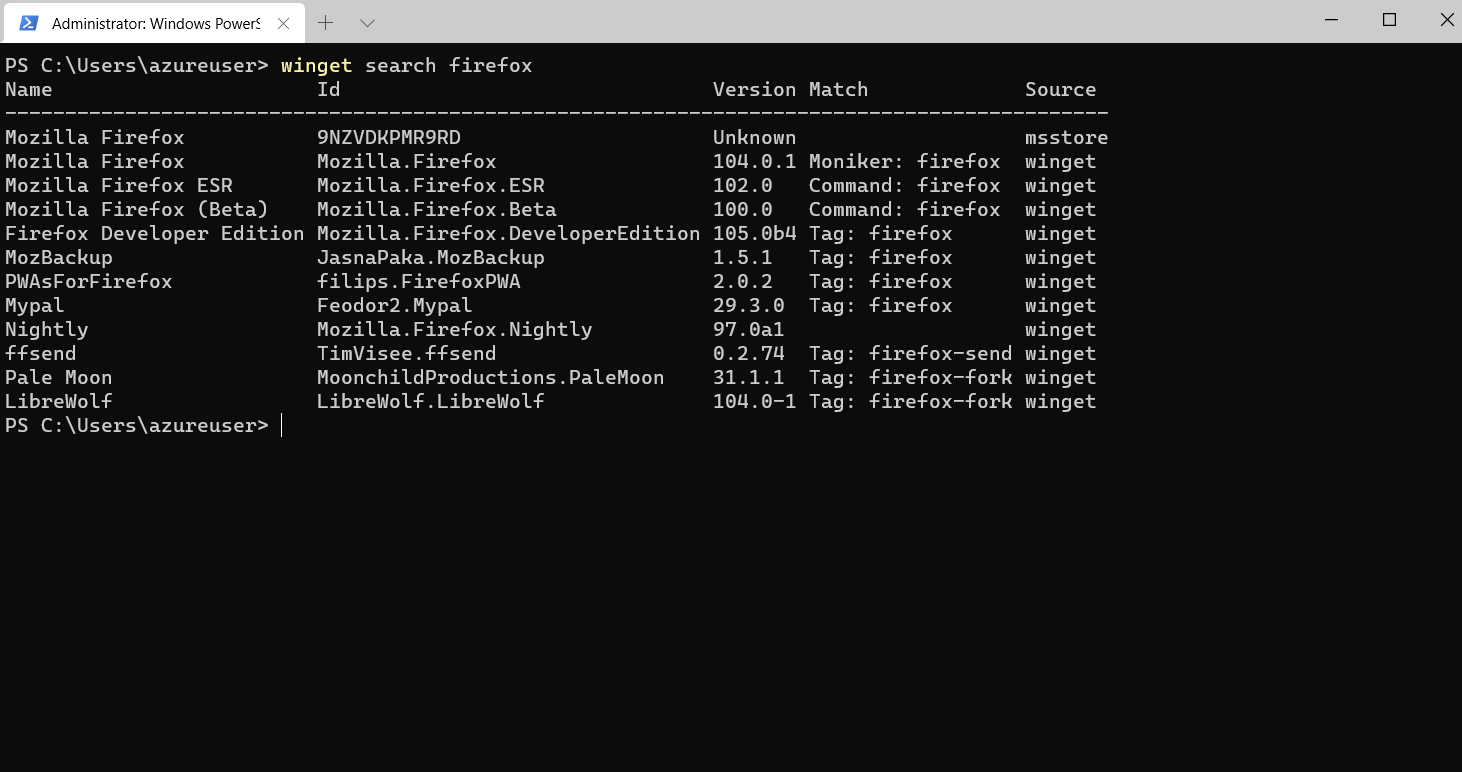 Administrator: Windows PowerS
PS C:\Users\azureuser> winget search firefox
Name                      Id                               Version Match             Source
--------------------------------------------------------------------------------------------
Mozilla Firefox           9NZVDKPMR9RD                     Unknown                   msstore
Mozilla Firefox           Mozilla.Firefox                  104.0.1 Moniker: firefox  winget
Mozilla Firefox ESR       Mozilla.Firefox.ESR              102.0   Command: firefox  winget
Mozilla Firefox (Beta)    Mozilla.Firefox.Beta             100.0   Command: firefox  winget
Firefox Developer Edition Mozilla.Firefox.DeveloperEdition 105.0b4 Tag: firefox      winget
MozBackup                 JasnaPaka.MozBackup              1.5.1   Tag: firefox      winget
PWAsForFirefox            filips.FirefoxPWA                2.0.2   Tag: firefox      winget
Mypal                     Feodor2.Mypal                    29.3.0  Tag: firefox      winget
Nightly                   Mozilla.Firefox.Nightly          97.0a1                    winget
ffsend                    TimVisee.ffsend                  0.2.74  Tag: firefox-send winget
Pale Moon                 MoonchildProductions.PaleMoon    31.1.1  Tag: firefox-fork winget
LibreWolf                 LibreWolf.LibreWolf              104.0-1 Tag: firefox-fork winget
PS C:\Users\azureuser>